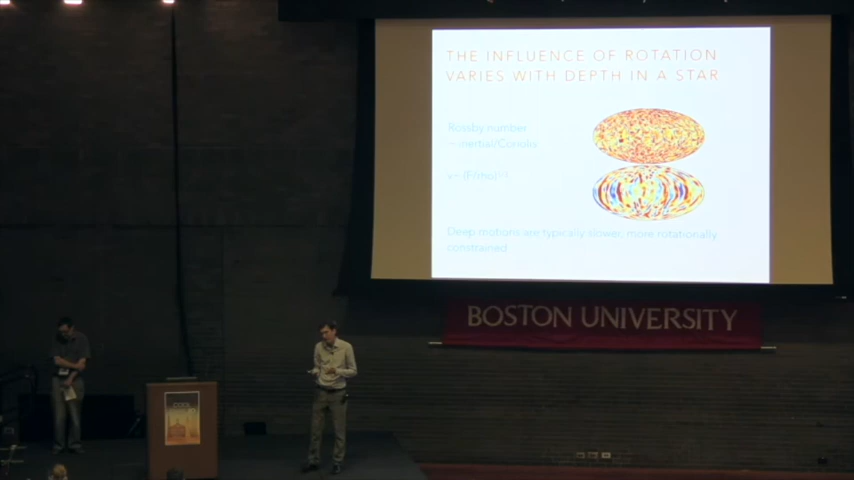 THE INFLUENCE OF ROTATION
VARIES WITH DEPTH IN A STAR
Rossby number
~ inertial/Coriolis
Deep motions are typically slower, more rotationally
constrained
BOSTON UNIVERSITY